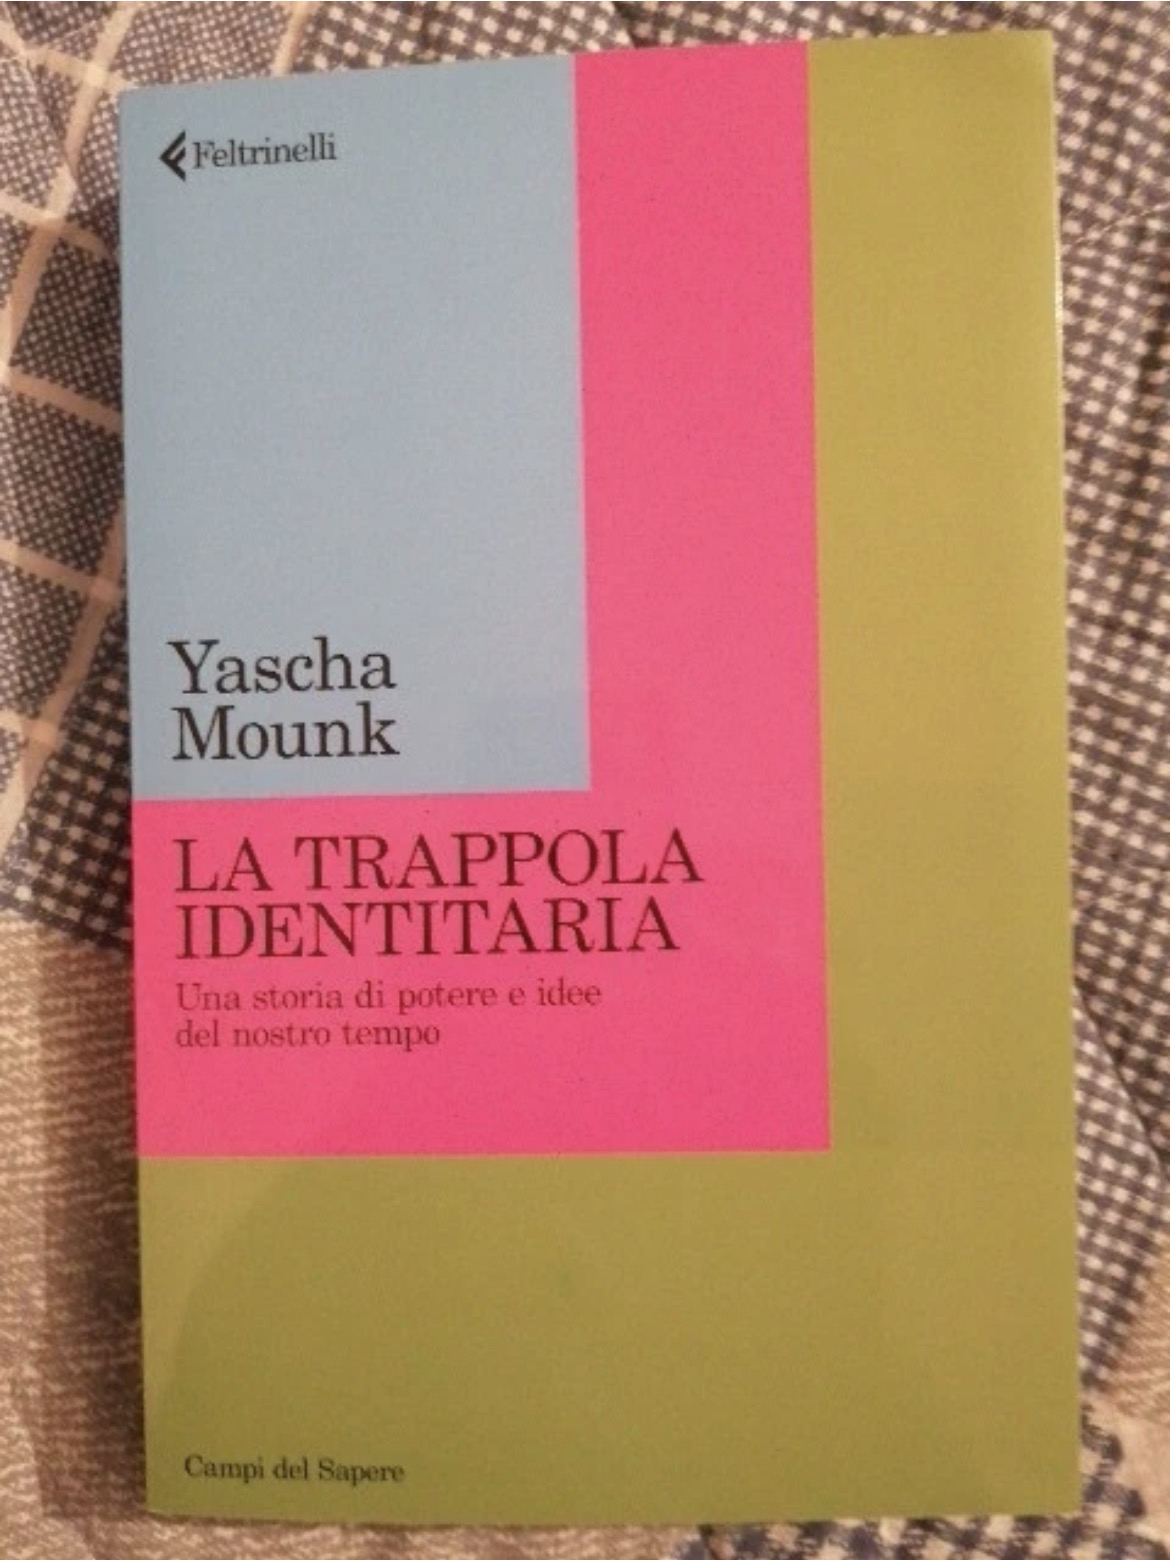 Feltrinelli
Yascha
Mounk
LA TRAPPOLA
IDENTITARIA
Una storia di potere e idee
del nostro tempo
Campi del Sapere